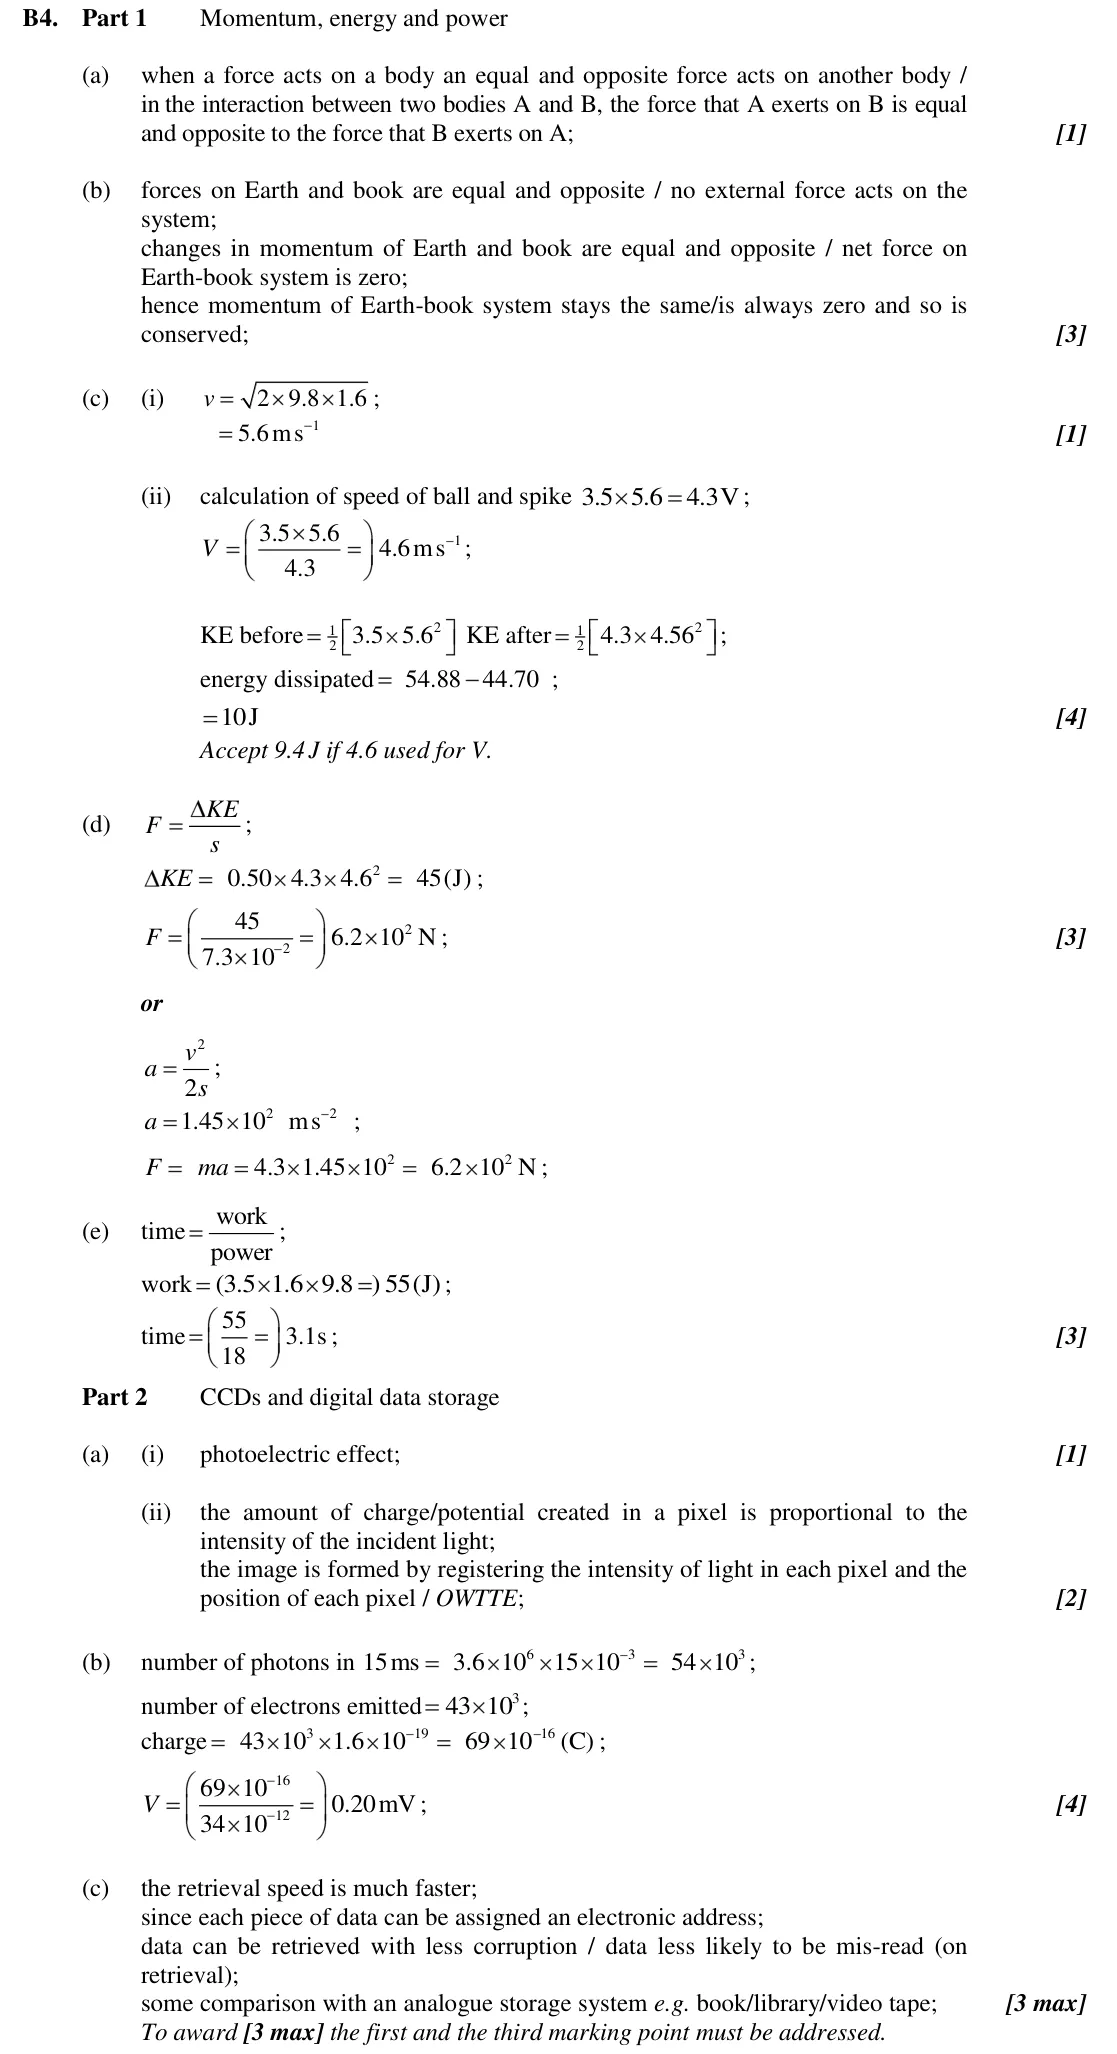 B4. Part 1 Momentum, energy and power
(a) when a force acts on a body an equal and opposite force acts on another body /
in the interaction between two bodies A and B, the force that A exerts on B is equal
and opposite to the force that B exerts on A; [1]
(b) forces on Earth and book are equal and opposite / no external force acts on the
system;
changes in momentum of Earth and book are equal and opposite / net force on
Earth-book system is zero;
hence momentum of Earth-book system stays the same/is always zero and so is
conserved; [3]
(c) (i) v = √(2×9.8×1.6) ;
= 5.6 m s⁻¹ [1]
(ii) calculation of speed of ball and spike 3.5×5.6 = 4.3V ;
V = (3.5×5.6/4.3 =) 4.6 m s⁻¹ ;
KE before = ½[3.5×5.6²] KE after = ½[4.3×4.56²] ;
energy dissipated = 54.88 − 44.70 ;
= 10 J [4]
Accept 9.4 J if 4.6 used for V.
(d) F = ΔKE/s ;
ΔKE = 0.50×4.3×4.6² = 45 (J) ;
F = (45/7.3×10⁻² =) 6.2×10² N ; [3]
or
a = v²/2s ;
a = 1.45×10² m s⁻² ;
F = ma = 4.3×1.45×10² = 6.2×10² N ;
(e) time = work/power ;
work = (3.5×1.6×9.8 =) 55 (J) ;
time = (55/18 =) 3.1s ; [3]
Part 2 CCDs and digital data storage
(a) (i) photoelectric effect; [1]
(ii) the amount of charge/potential created in a pixel is proportional to the
intensity of the incident light;
the image is formed by registering the intensity of light in each pixel and the
position of each pixel / OWTTE; [2]
(b) number of photons in 15 ms = 3.6×10⁶ ×15×10⁻³ = 54×10³ ;
number of electrons emitted = 43×10³ ;
charge = 43×10³ ×1.6×10⁻¹⁹ = 69×10⁻¹⁶ (C) ;
V = (69×10⁻¹⁶/34×10⁻¹² =) 0.20 mV ; [4]
(c) the retrieval speed is much faster;
since each piece of data can be assigned an electronic address;
data can be retrieved with less corruption / data less likely to be mis-read (on
retrieval);
some comparison with an analogue storage system e.g. book/library/video tape; [3 max]
To award [3 max] the first and the third marking point must be addressed.